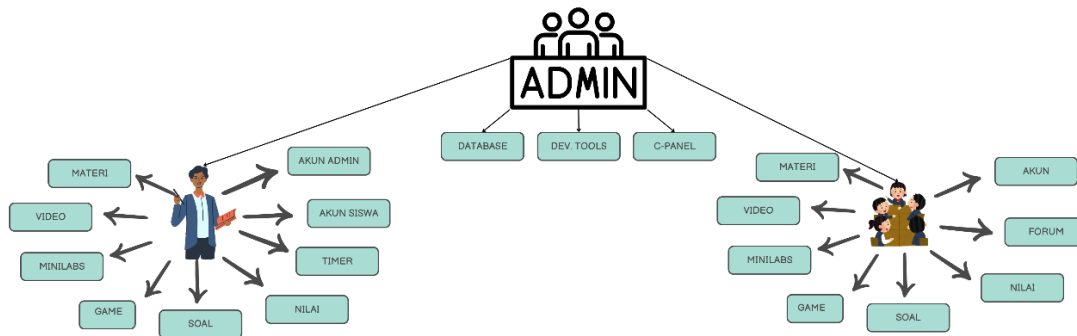 ADMIN
DATABASE
DEV. TOOLS
C-PANEL
MATERI
VIDEO
MINILABS
GAME
SOAL
NILAI
TIMER
AKUN SISWA
AKUN ADMIN
MATERI
VIDEO
MINILABS
GAME
SOAL
NILAI
FORUM
AKUN